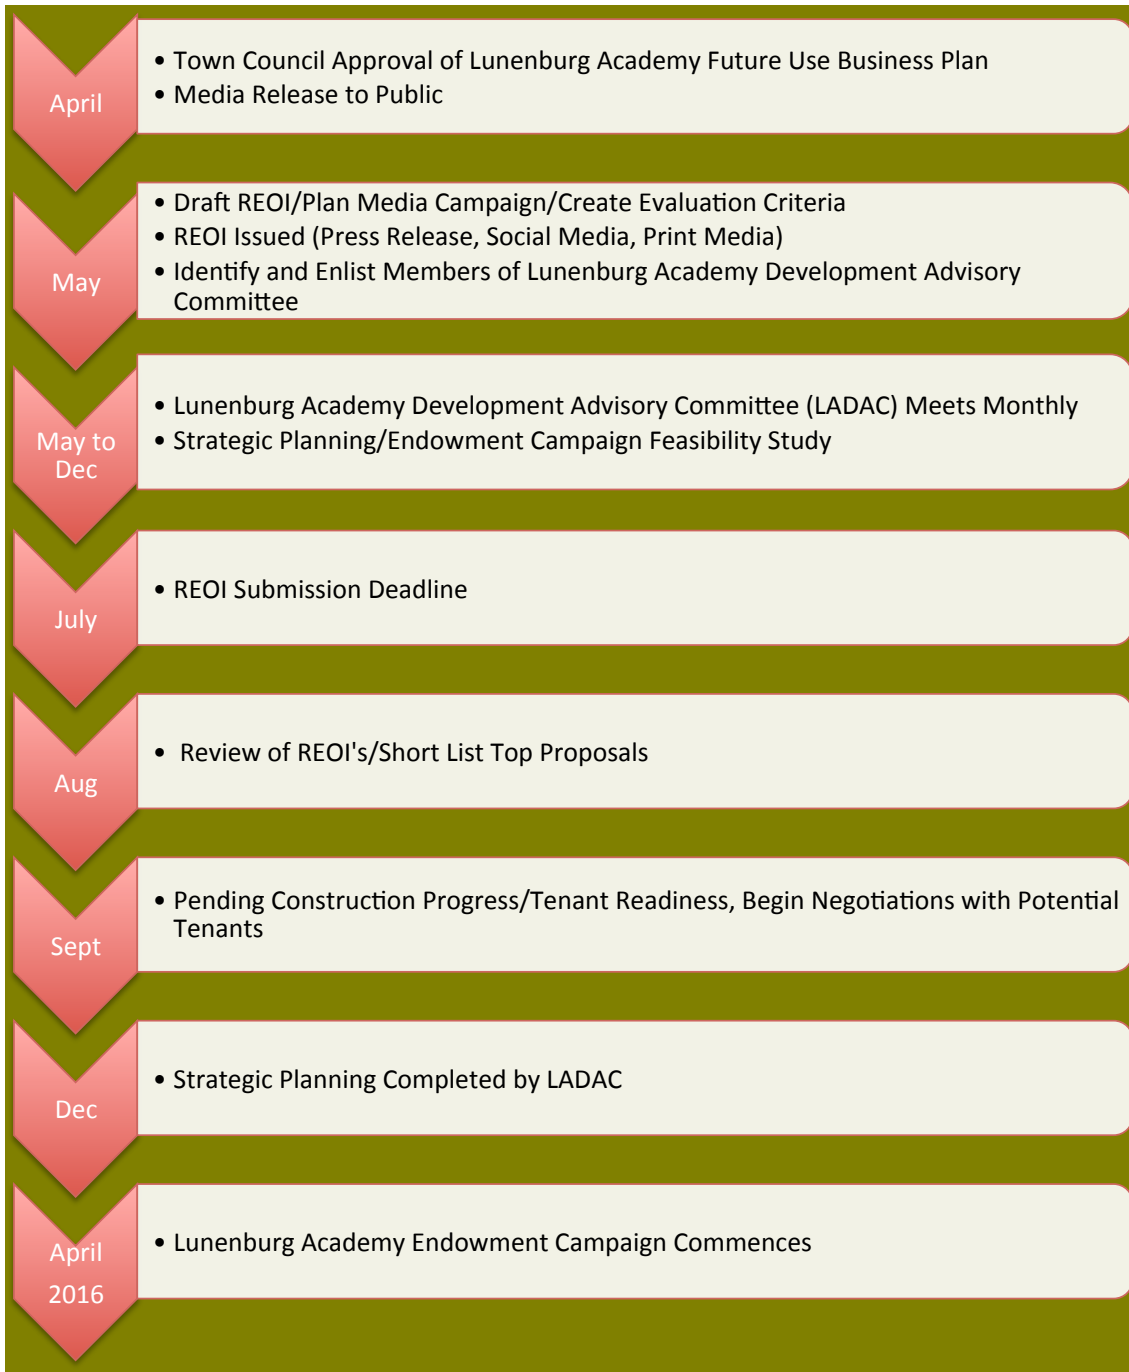 April
• Town Council Approval of Lunenburg Academy Future Use Business Plan
• Media Release to Public
May
• Draft REOI/Plan Media Campaign/Create Evaluation Criteria
• REOI Issued (Press Release, Social Media, Print Media)
• Identify and Enlist Members of Lunenburg Academy Development Advisory
Committee
May to
Dec
• Lunenburg Academy Development Advisory Committee (LADAC) Meets Monthly
• Strategic Planning/Endowment Campaign Feasibility Study
July
• REOI Submission Deadline
Aug
• Review of REOI's/Short List Top Proposals
Sept
• Pending Construction Progress/Tenant Readiness, Begin Negotiations with Potential
Tenants
Dec
• Strategic Planning Completed by LADAC
April
2016
• Lunenburg Academy Endowment Campaign Commences